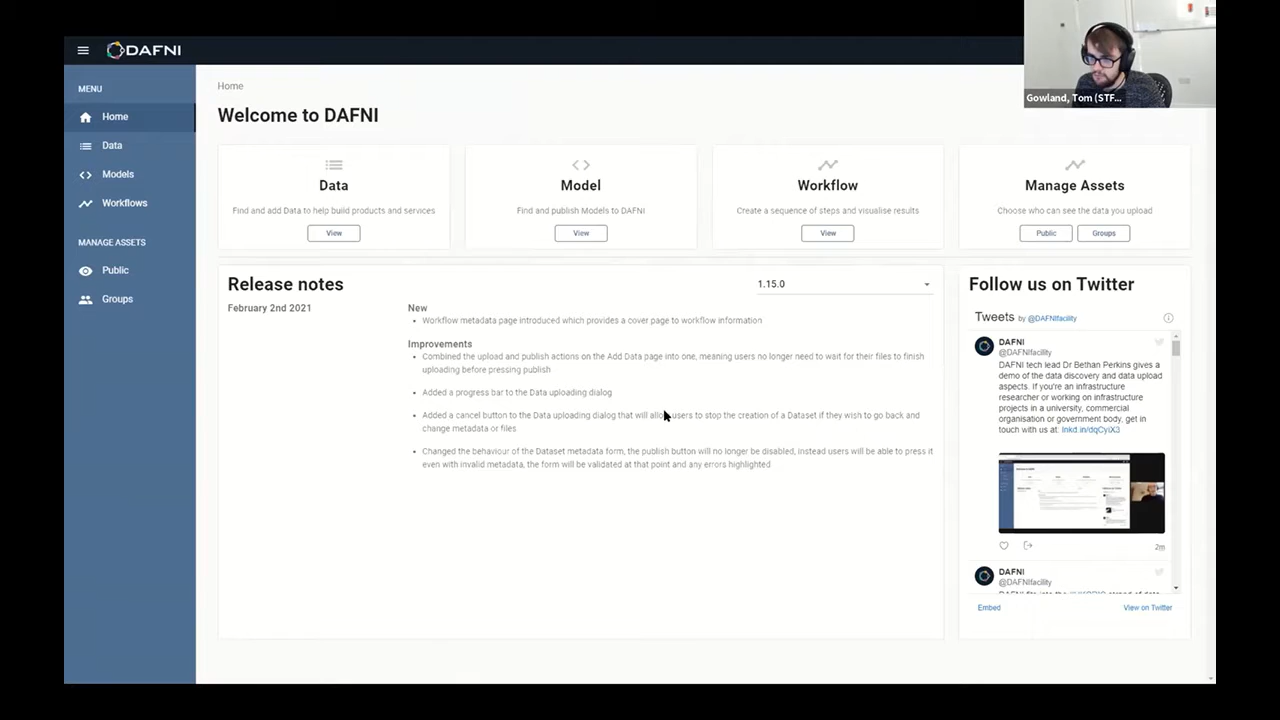 DAFNI
Gowland, Tom (STF...
MENU
Home
Data
Models
Workflows
MANAGE ASSETS
Public
Groups
Home
Welcome to DAFNI
Data
Find and add Data to help build products and services
View
Model
Find and publish Models to DAFNI
View
Workflow
Create a sequence of steps and visualise results
View
Manage Assets
Choose who can see the data you upload
Public
Groups
Release notes
1.15.0
February 2nd 2021
New
Workflow metadata page introduced which provides a cover page to workflow information
Improvements
Combined the upload and publish actions on the Add Data page into one, meaning users no longer need to wait for their files to finish
uploading before pressing publish
Added a progress bar to the Data uploading dialog
Added a cancel button to the Data uploading dialog that will allow users to stop the creation of a Dataset if they wish to go back and
change metadata or files
Changed the behaviour of the Dataset metadata form, the publish button will no longer be disabled, instead users will be able to press it
even with invalid metadata, the form will be validated at that point and any errors highlighted
Follow us on Twitter
Tweets by @DAFNIfacility
DAFNI
@DAFNIfacility
DAFNI tech lead Dr Bethan Perkins gives a
demo of the data discovery and data upload
aspects. If you're an infrastructure
researcher or working on infrastructure
projects in a university, commercial
organisation or government body, get in
touch with us at: lnkd.in/dqCyiX3
2m
DAFNI
@DAFNIfacility
Embed
View on Twitter